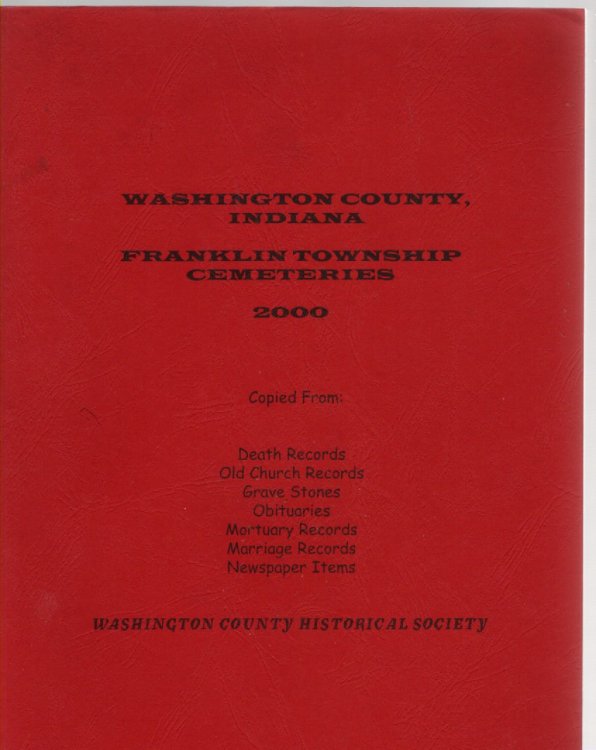 WASHINGTON COUNTY,
INDIANA
FRANKLIN TOWNSHIP
CEMETERIES
2000
Copied From:
Death Records
Old Church Records
Grave Stones
Obituaries
Mortuary Records
Marriage Records
Newspaper Items
WASHINGTON COUNTY HISTORICAL SOCIETY